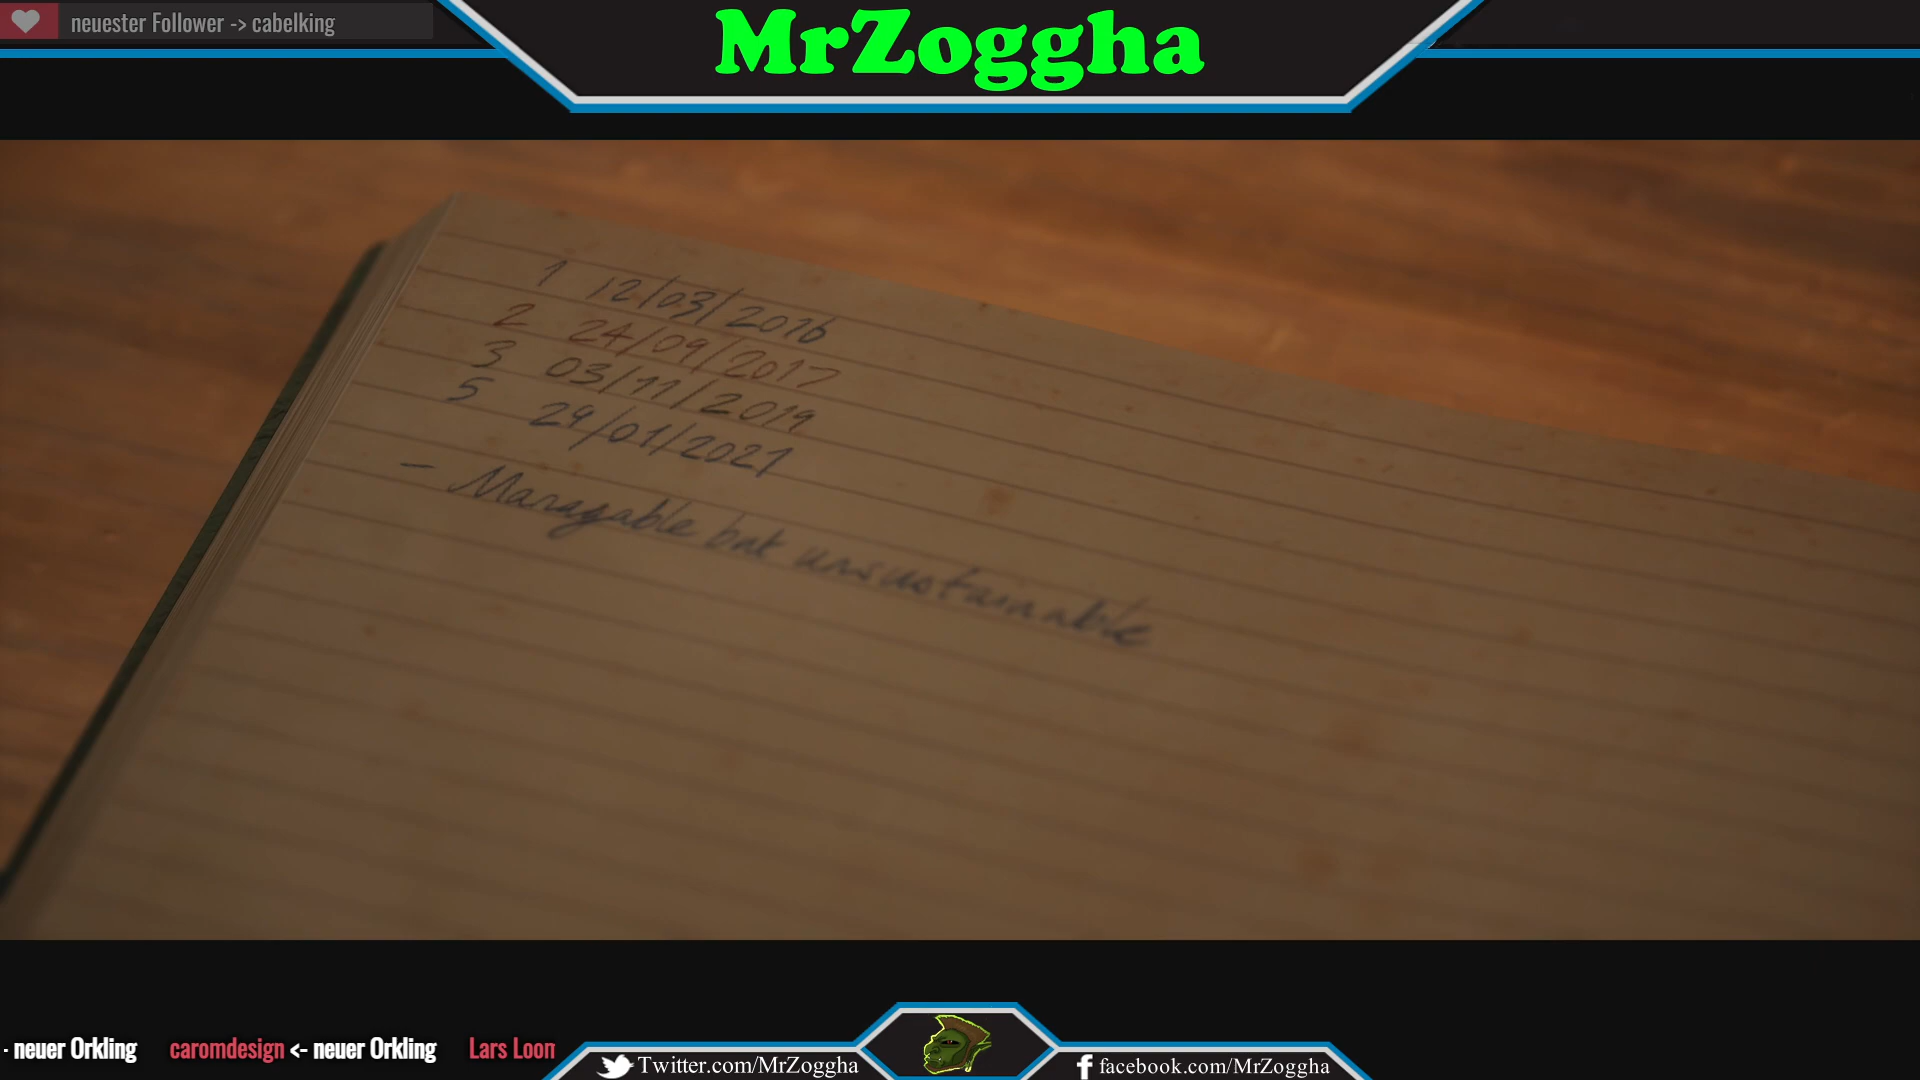 neuester Follower -> cabelking
MrZoggha
1 12/03/2016
2 24/09/2017
3 03/11/2019
5 29/01/2021
- Managable but unsustainable
- neuer Orkling caromdesign <- neuer Orkling Lars Loon
Twitter.com/MrZoggha
facebook.com/MrZoggha